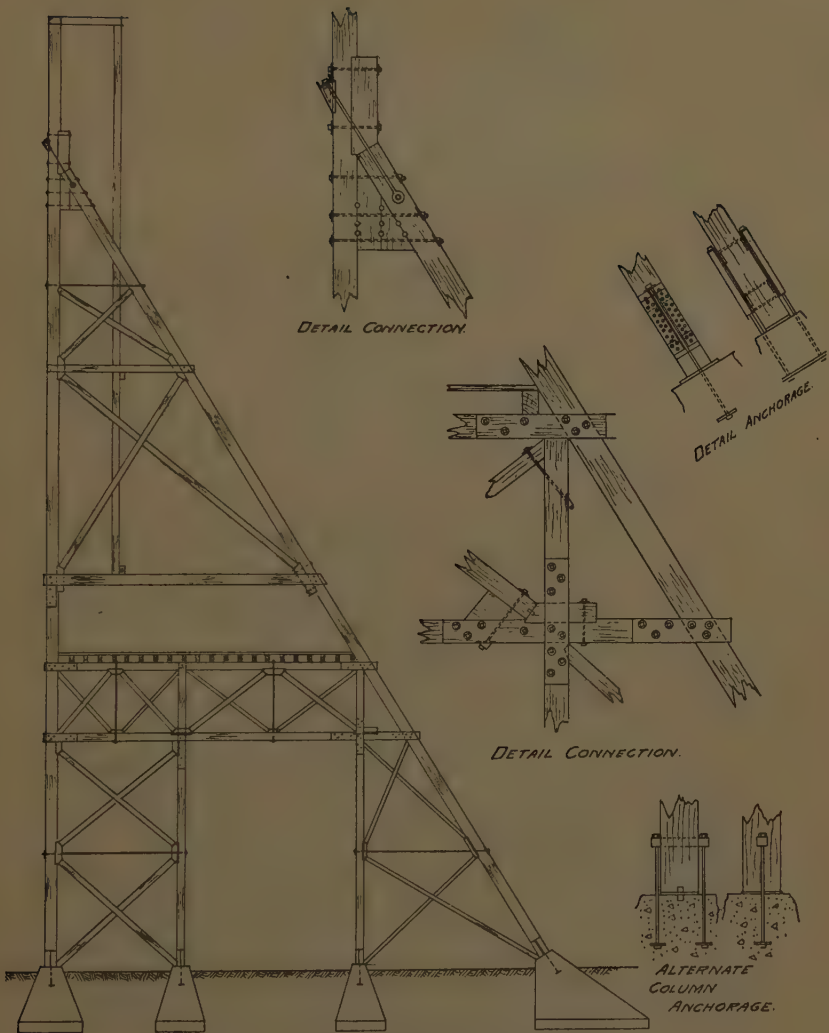 DETAIL CONNECTION.
DETAIL ANCHORAGE.
DETAIL CONNECTION.
ALTERNATE
COLUMN
ANCHORAGE.